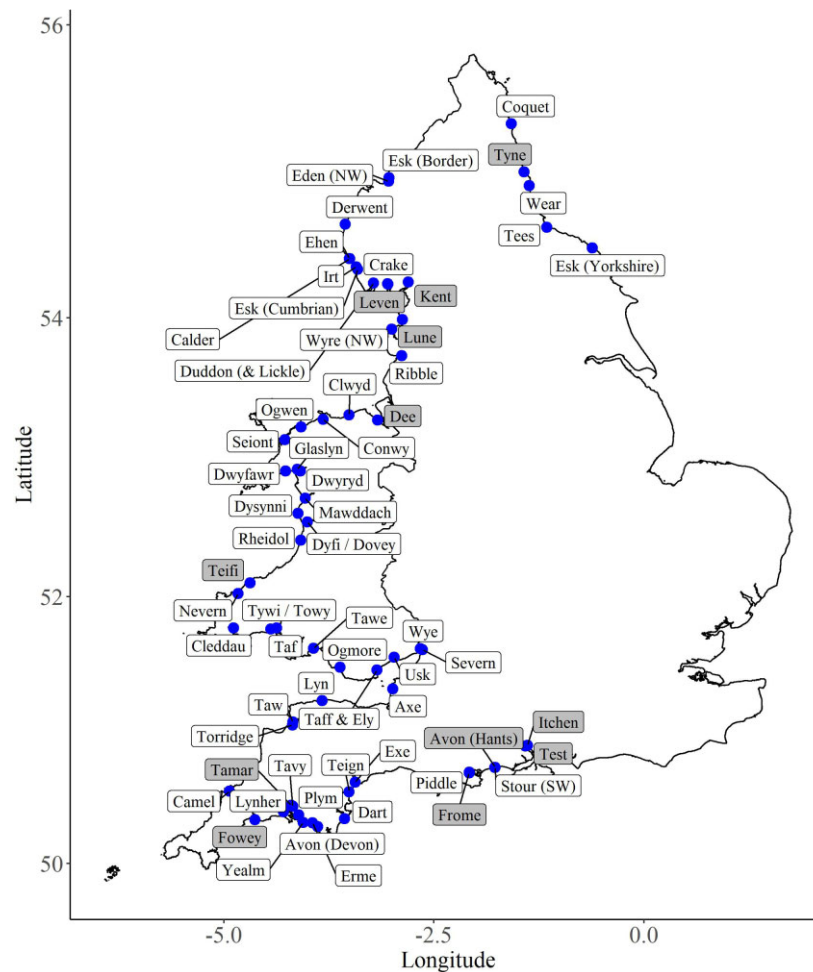 56
Coquet
Tyne
Esk (Border)
Eden (NW)
Derwent
Wear
Ehen
Tees
Crake
Irt
Esk (Yorkshire)
Kent
Leven
Esk (Cumbrian)
54
Calder
Wyre (NW)
Lune
Duddon (& Lickle)
Ribble
Clwyd
Ogwen
Dee
Seiont
Glaslyn
Conwy
Dwyfawr
Dwyryd
Dysynni
Mawddach
Rheidol
Dyfi / Dovey
Teifi
52
Nevern
Tywi / Towy
Tawe
Cleddau
Taf
Ogmore
Wye
Severn
Usk
Lyn
Taw
Taff & Ely
Axe
Torridge
Exe
Avon (Hants)
Itchen
Test
Tamar
Tavy
Teign
Piddle
Stour (SW)
Camel
Lynher
Plym
Dart
Frome
Fowey
Avon (Devon)
Yealm
Erme
50
-5.0
-2.5
0.0
Latitude
Longitude